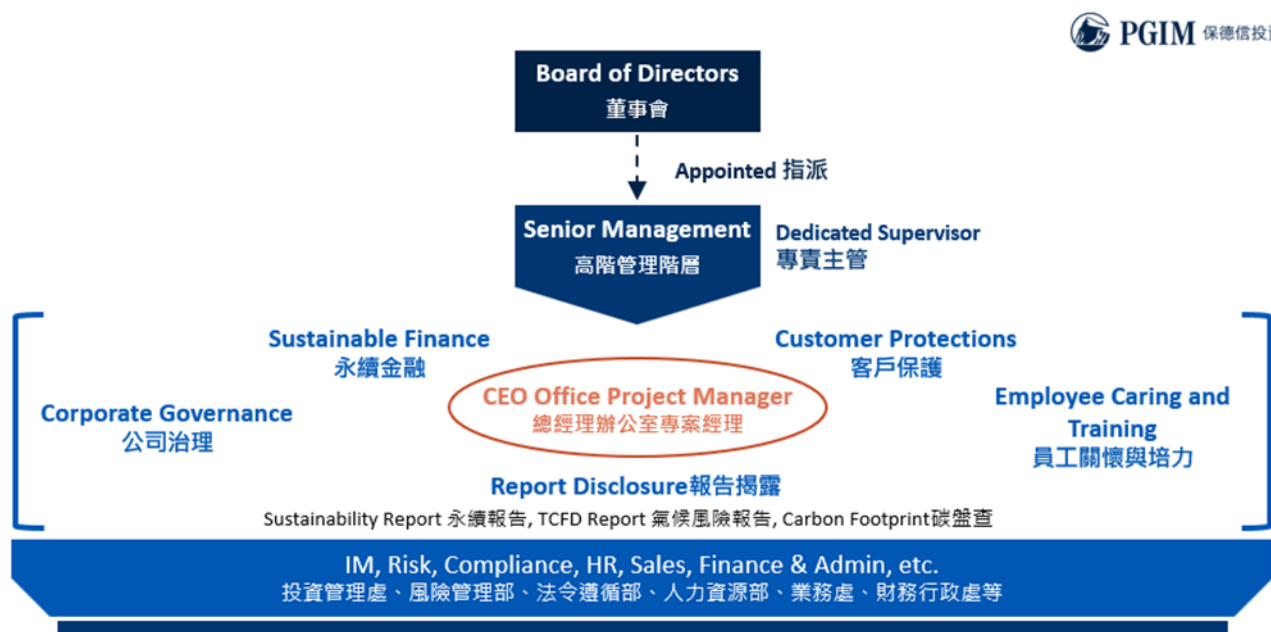 PGIM 保德信投資
Board of Directors
董事會
Appointed 指派
Senior Management
高階管理階層
Dedicated Supervisor
專責主管
Sustainable Finance
永續金融
Customer Protections
客戶保護
CEO Office Project Manager
總經理辦公室專案經理
Corporate Governance
公司治理
Employee Caring and
Training
員工關懷與培力
Report Disclosure報告揭露
Sustainability Report 永續報告, TCFD Report 氣候風險報告, Carbon Footprint碳盤查
IM, Risk, Compliance, HR, Sales, Finance & Admin, etc.
投資管理處、風險管理部、法令遵循部、人力資源部、業務處、財務行政處等